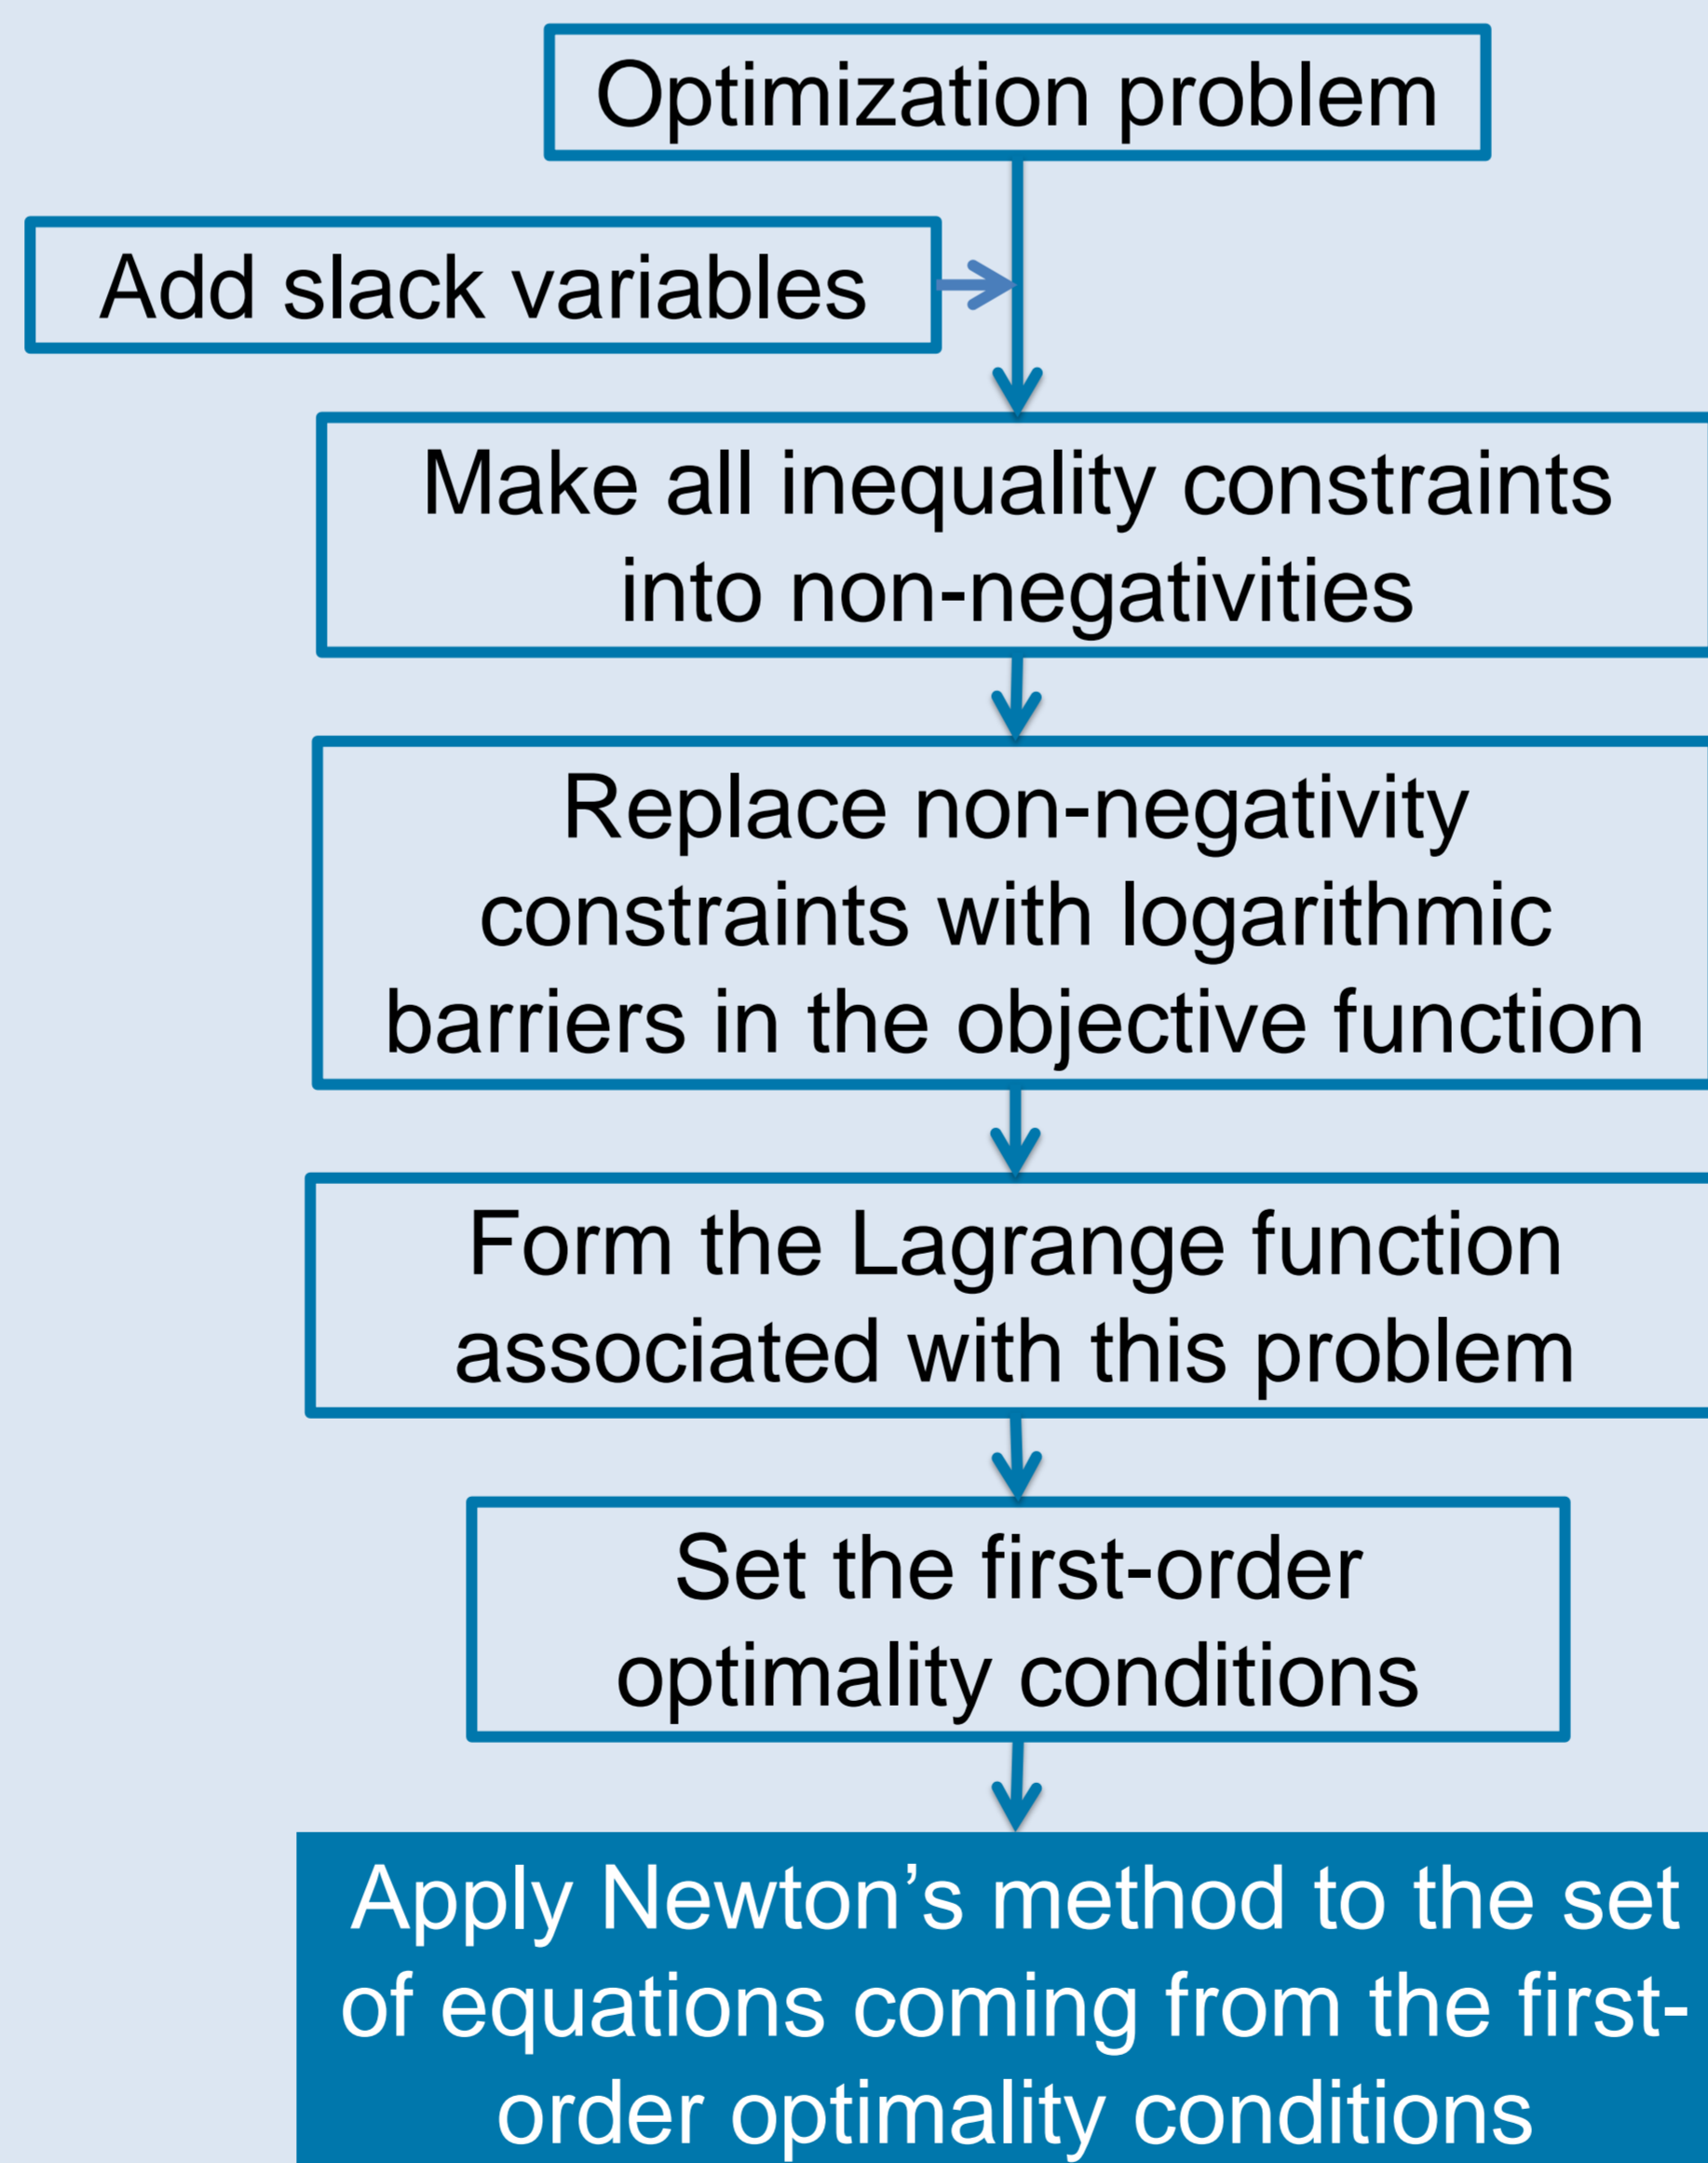 Optimization problem
Add slack variables
Make all inequality constraints
into non-negativities
Replace non-negativity
constraints with logarithmic
barriers in the objective function
Form the Lagrange function
associated with this problem
Set the first-order
optimality conditions
Apply Newton’s method to the set
of equations coming from the first-
order optimality conditions